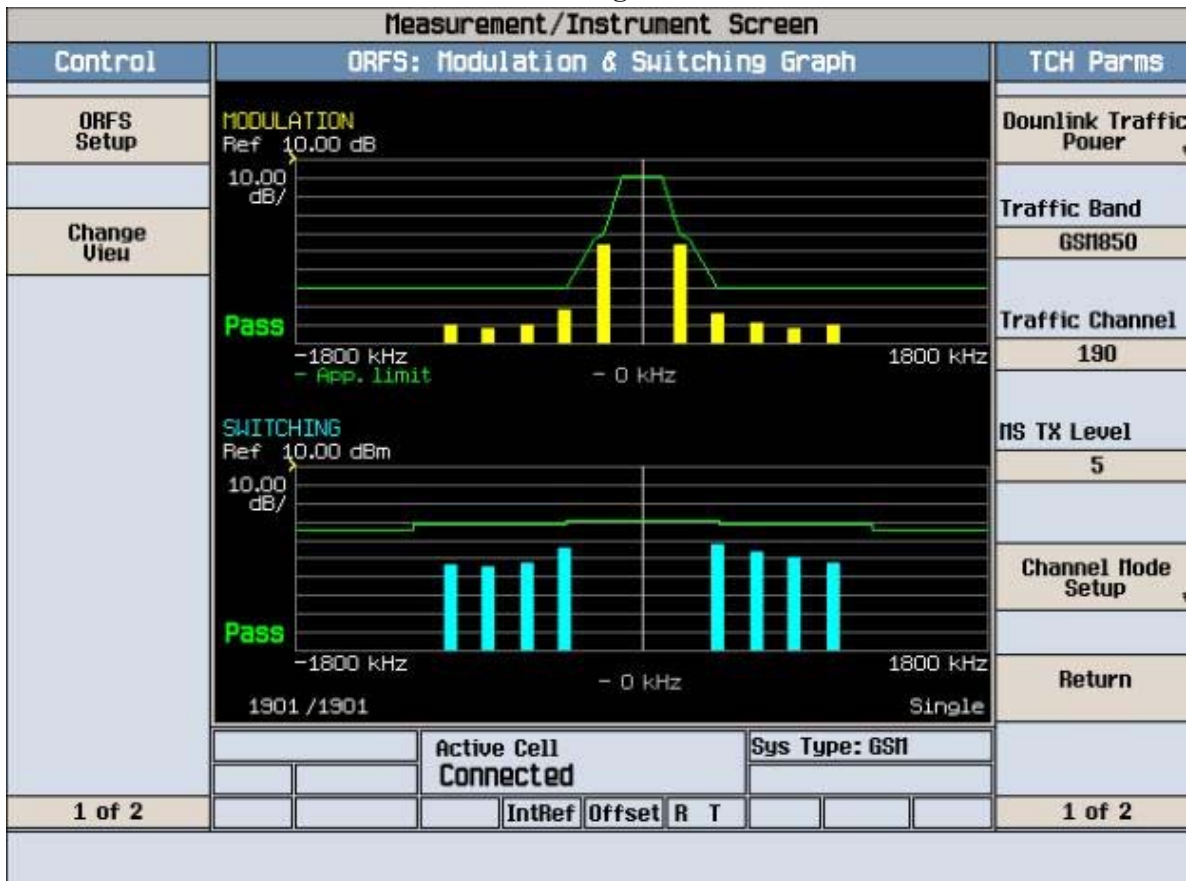 Measurement/Instrument Screen
Control
ORFS: Modulation & Switching Graph
TCH Parms
ORFS
Setup
Change
View
1 of 2
MODULATION
Ref 10.00 dB
10.00
dB/
Pass
-1800 kHz
1800 kHz
- App. limit
- 0 kHz
SWITCHING
Ref 10.00 dBm
10.00
dB/
Pass
-1800 kHz
1800 kHz
- 0 kHz
1901/1901
Single
Active Cell
Connected
Sys Type: GSM
IntRef
Offset
R T
Downlink Traffic
Power
Traffic Band
GSM850
Traffic Channel
190
MS TX Level
5
Channel Mode
Setup
Return
1 of 2